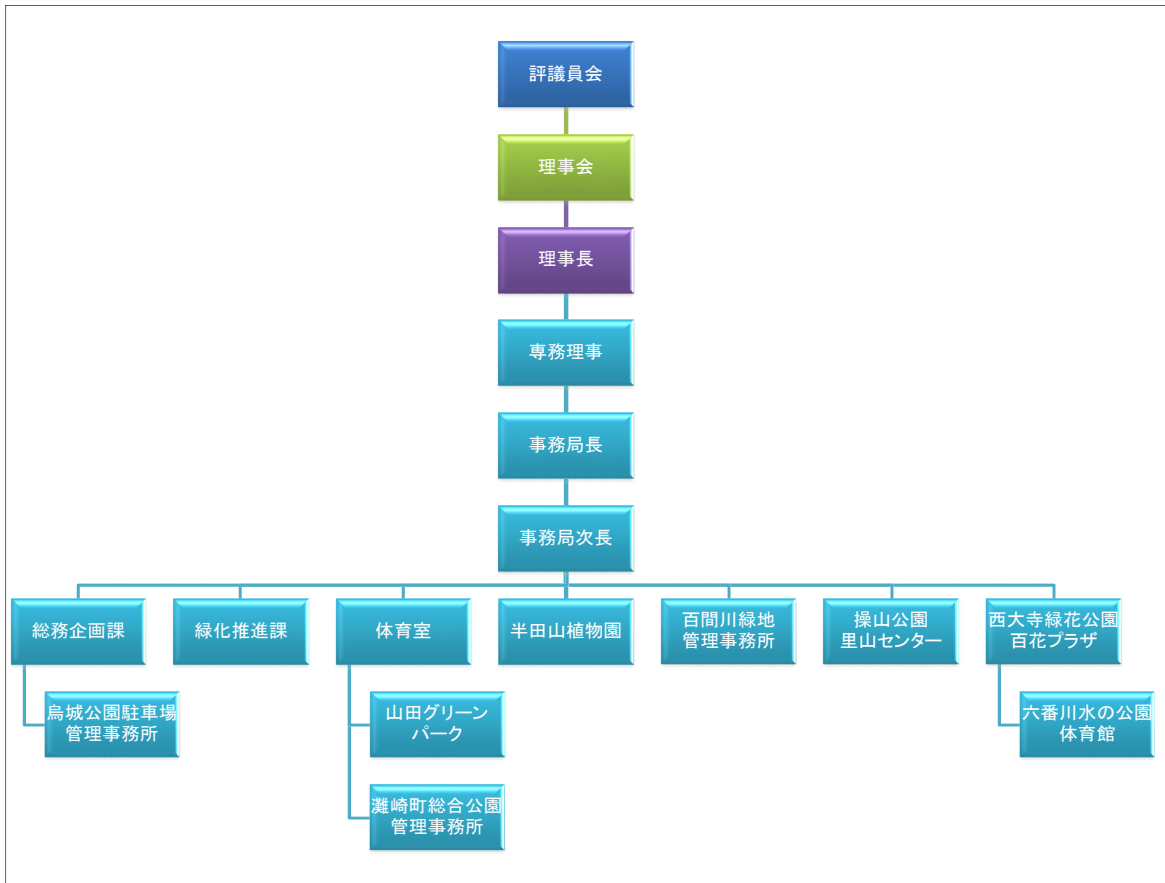 評議員会
理事会
理事長
専務理事
事務局長
事務局次長
総務企画課
緑化推進課
体育室
半田山植物園
百間川緑地
管理事務所
操山公園
里山センター
西大寺緑花公園
百花プラザ
烏城公園駐車場
管理事務所
山田グリーン
パーク
六番川水の公園
体育館
灘崎町総合公園
管理事務所